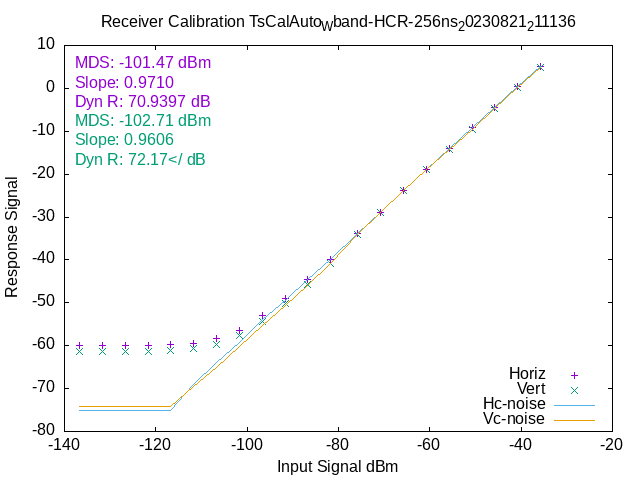 Receiver Calibration TsCalAutoWband-HCR-256ns20230821211136
MDS: -101.47 dBm
Slope: 0.9710
Dyn R: 70.9397 dB
MDS: -102.71 dBm
Slope: 0.9606
Dyn R: 72.17</ dB
10
0
-10
-20
-30
-40
-50
-60
-70
-80
Response Signal
Horiz
Vert
Hc-noise
Vc-noise
-140 -120 -100 -80 -60 -40 -20
Input Signal dBm